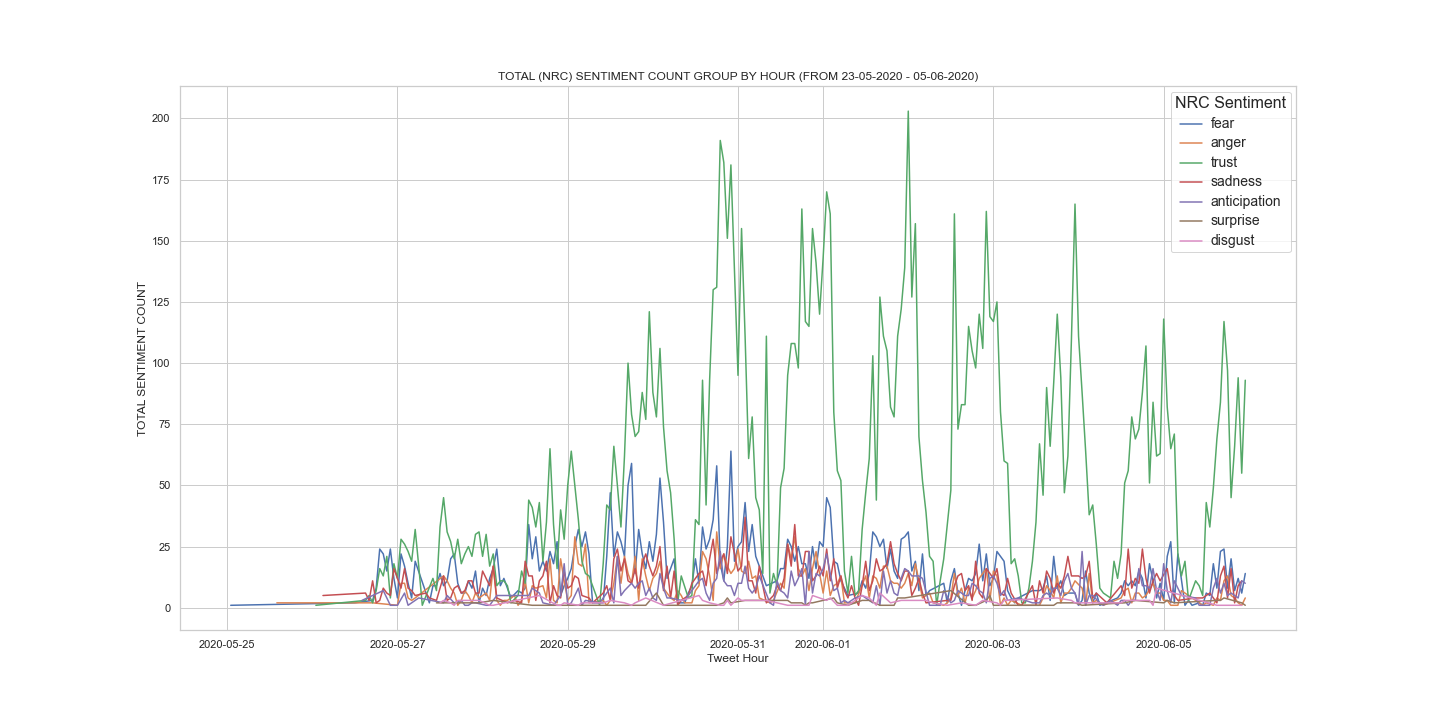 TOTAL (NRC) SENTIMENT COUNT GROUP BY HOUR (FROM 23-05-2020 - 05-06-2020)
NRC Sentiment
fear
anger
trust
sadness
anticipation
surprise
disgust
TOTAL SENTIMENT COUNT
200
175
150
125
100
75
50
25
0
2020-05-25 2020-05-27 2020-05-29 2020-05-31 2020-06-01 2020-06-03 2020-06-05
Tweet Hour